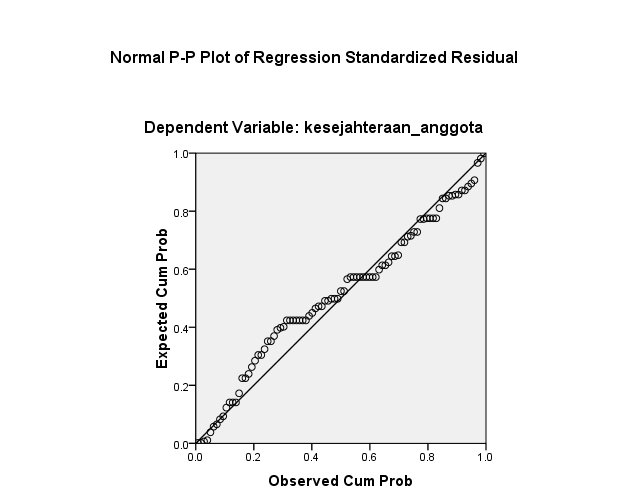 Normal P-P Plot of Regression Standardized Residual
Dependent Variable: kesejahteraan_anggota
Expected Cum Prob
1.0
0.8
0.6
0.4
0.2
0.0
0.0 0.2 0.4 0.6 0.8 1.0
Observed Cum Prob